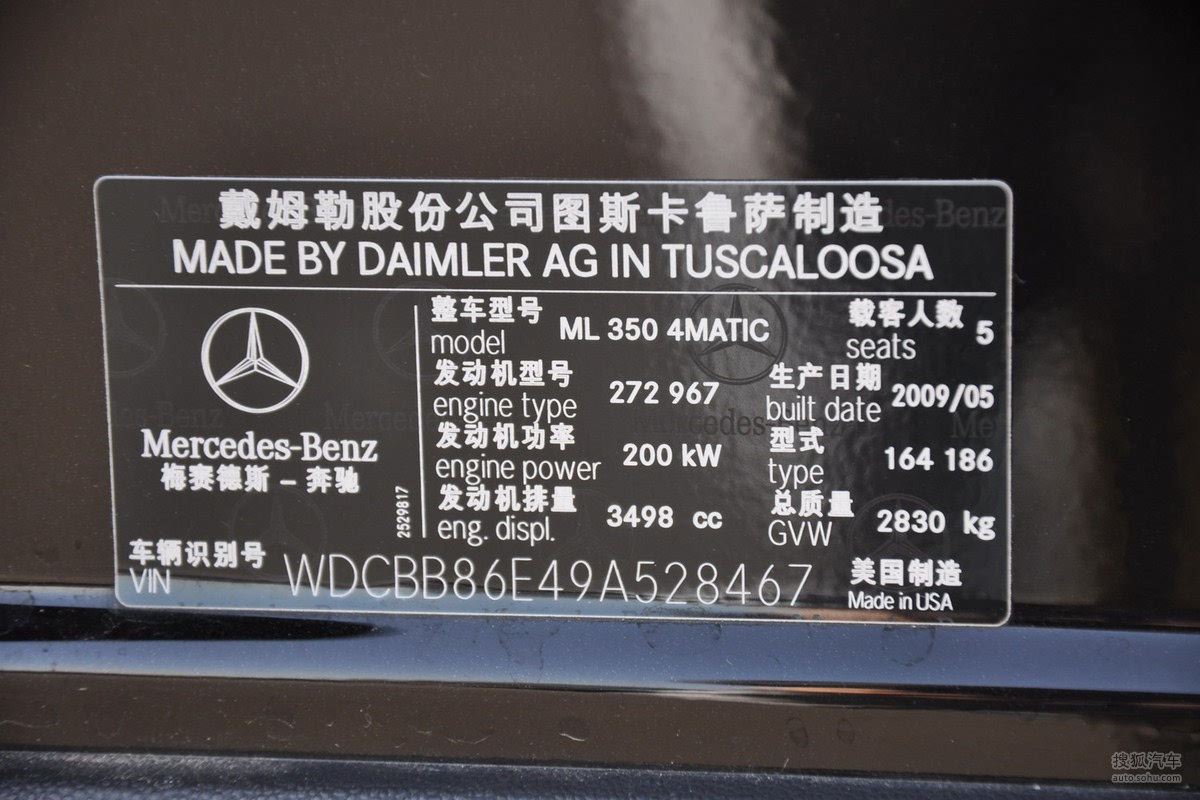 戴姆勒股份公司图斯卡鲁萨制造
MADE BY DAIMLER AG IN TUSCALOOSA
Mercedes-Benz
梅赛德斯 – 奔驰
2529817
整车型号 ML 350 4MATIC 载客人数 5
model seats
发动机型号 272 967 生产日期 2009/05
engine type built date
发动机功率 200 kW 型式 164 186
engine power type
发动机排量 3498 cc 总质量 2830 kg
eng. displ. GVW
车辆识别号 WDCBB86E49A528467 美国制造
VIN Made in USA
搜狐汽车
auto.sohu.com